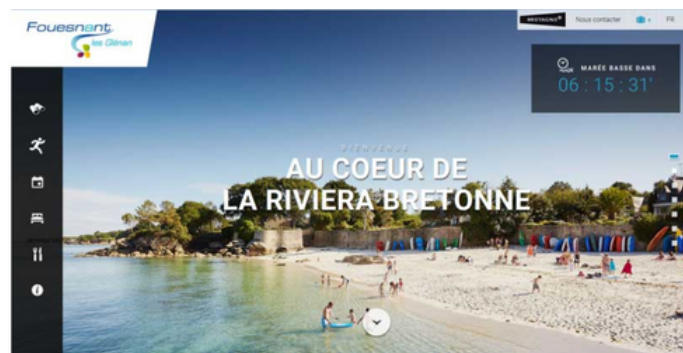 Fouesnant
les Glénan
BRETAGNE
Nous contacter
FR
MARÉE BASSE DANS
06 : 15 : 31'
BIENVENUE
AU COEUR DE
LA RIVIERA BRETONNE